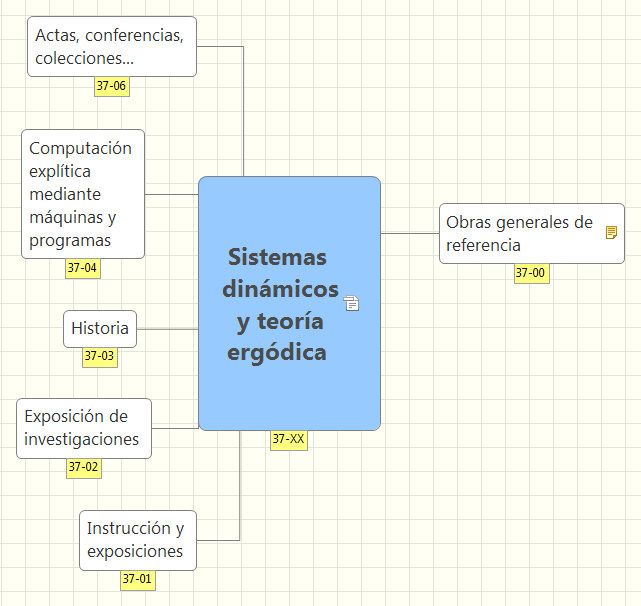 Actas, conferencias,
colecciones...
37-06
Computación
explítica
mediante
máquinas y
programas
37-04
Historia
37-03
Exposición de
investigaciones
37-02
Instrucción y
exposiciones
37-01
Sistemas
dinámicos
y teoría
ergódica
37-XX
Obras generales de
referencia
37-00